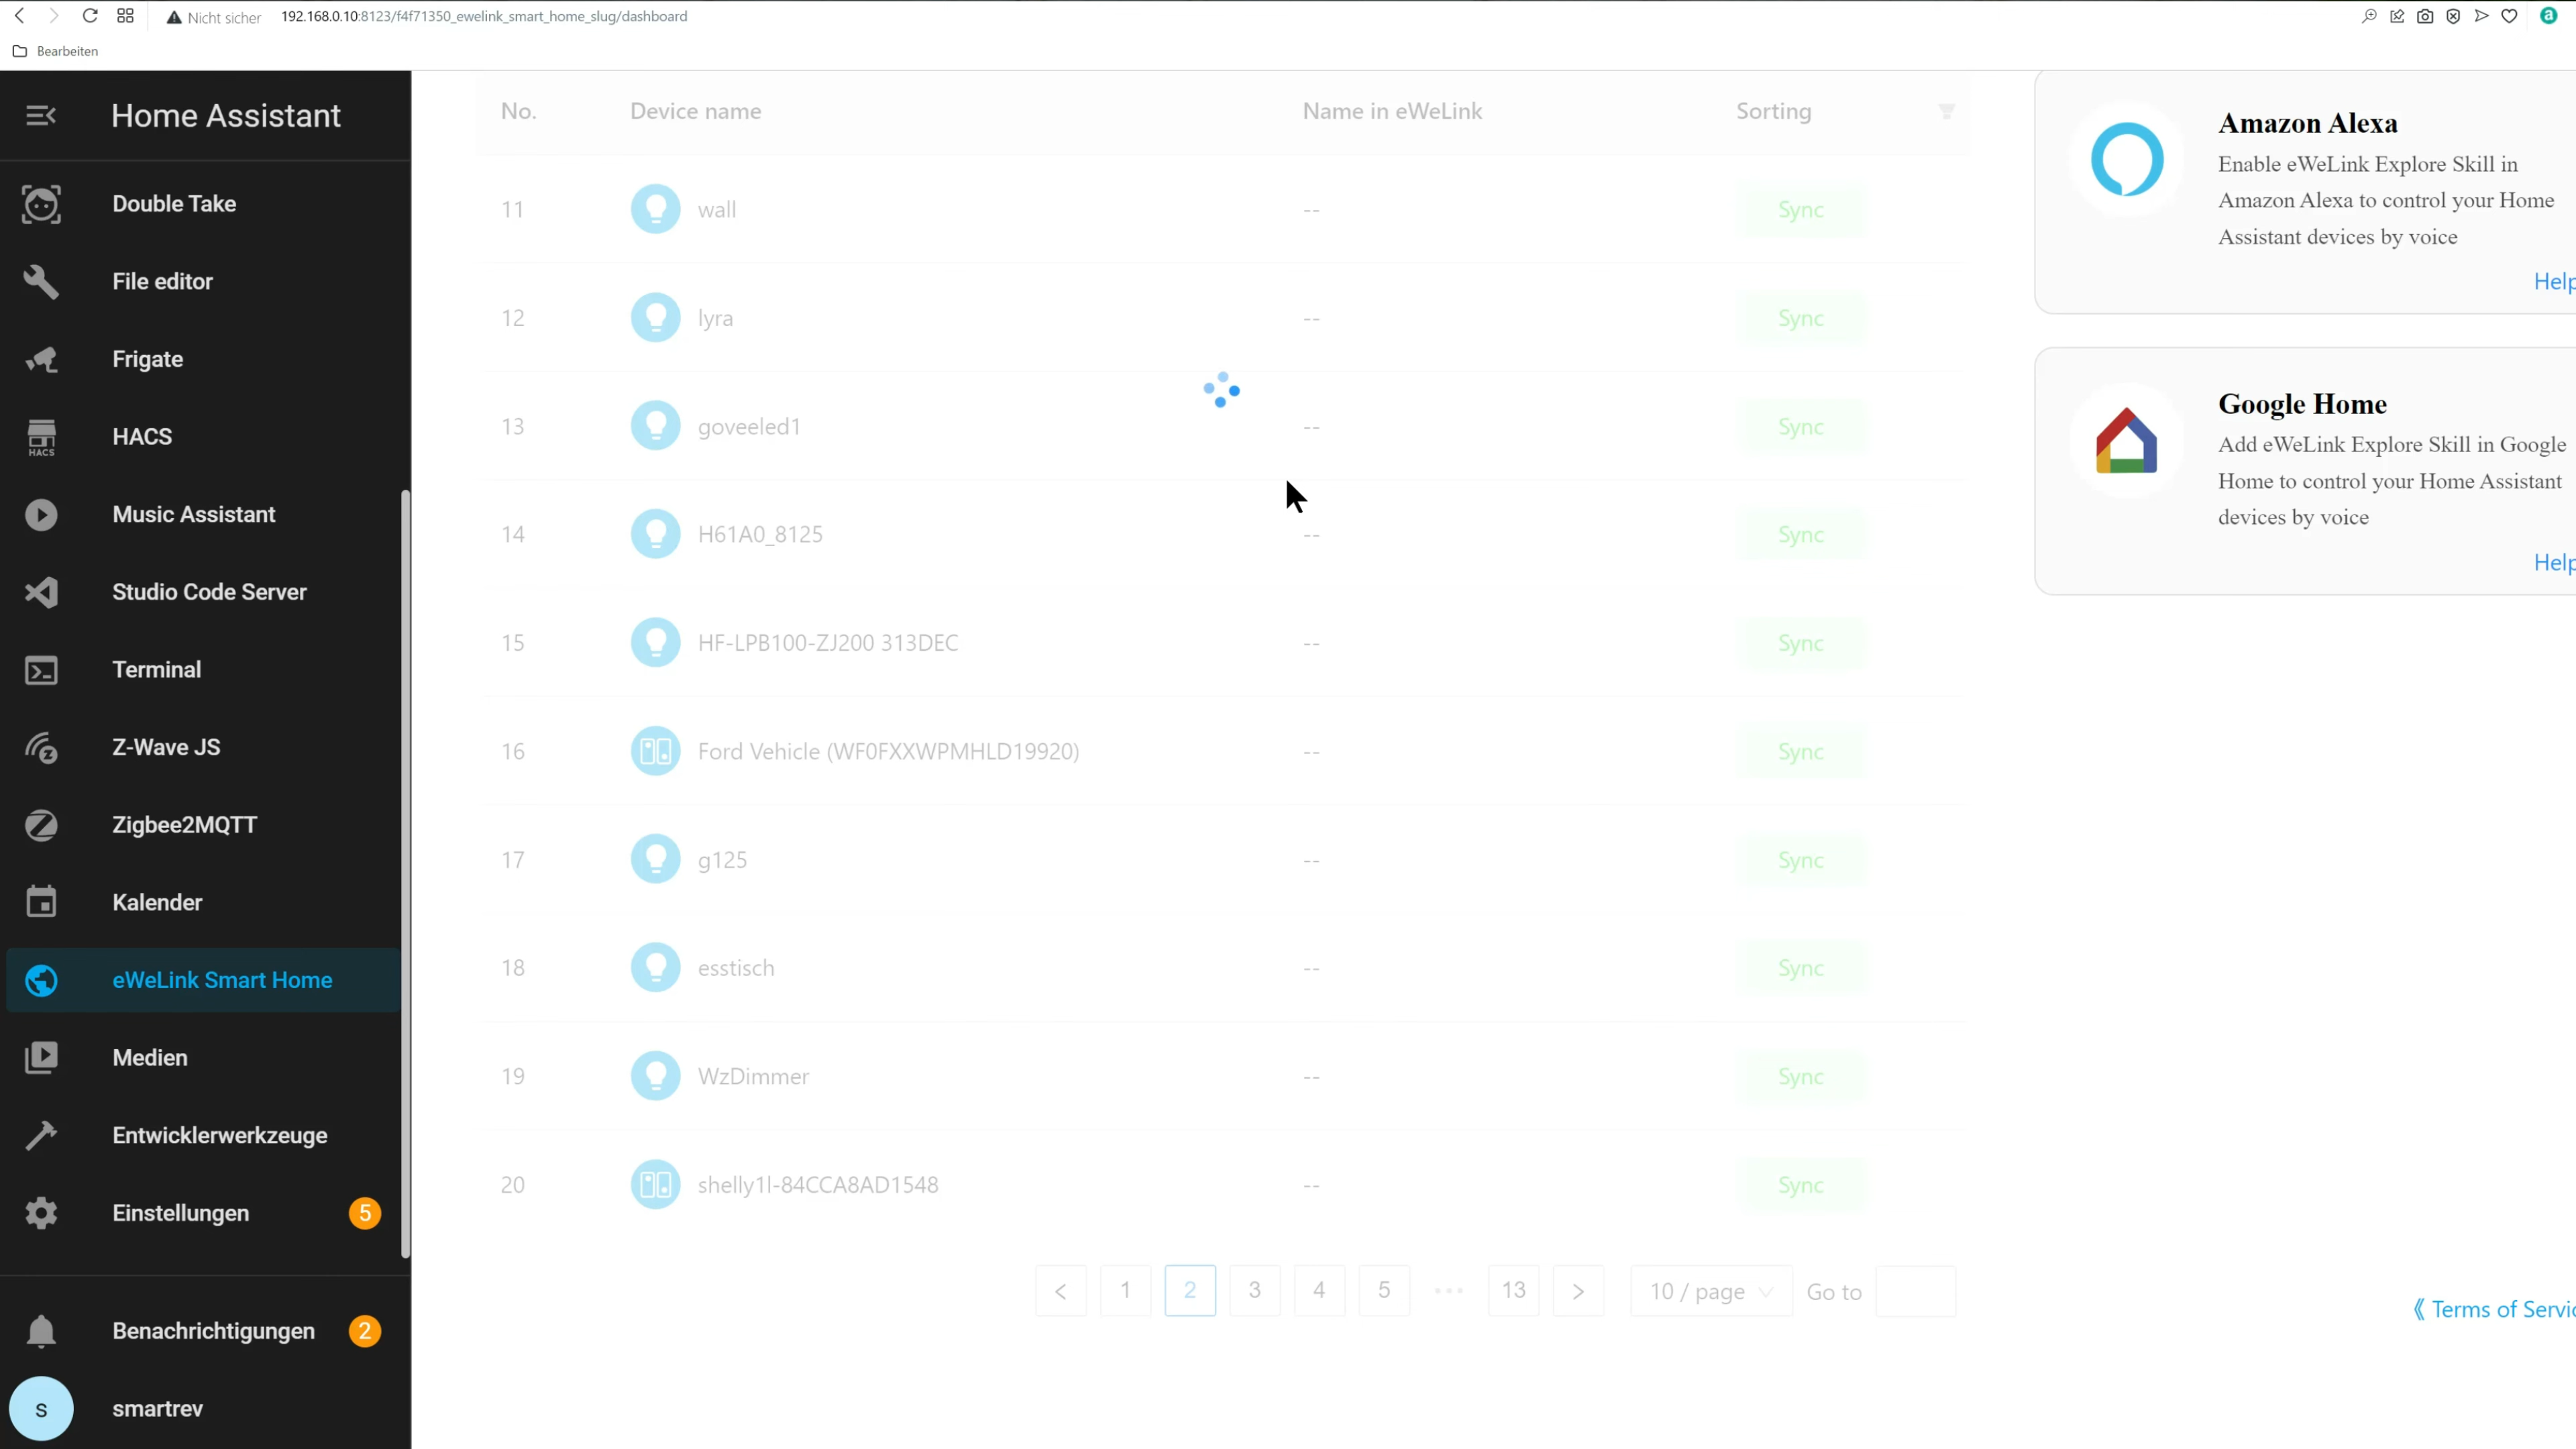 Nicht sicher 192.168.0.10:8123/f4f71350_ewelink_smart_home_slug/dashboard
a
Bearbeiten
Home Assistant
Double Take
File editor
Frigate
HACS
HACS
Music Assistant
Studio Code Server
Terminal
Z-Wave JS
Zigbee2MQTT
Kalender
eWeLink Smart Home
Medien
Entwicklerwerkzeuge
Einstellungen 5
Benachrichtigungen 2
s smartrev
No. Device name Name in eWeLink Sorting
11 wall -- Sync
12 lyra -- Sync
13 goveeled1 -- Sync
14 H61A0_8125 -- Sync
15 HF-LPB100-ZJ200 313DEC -- Sync
16 Ford Vehicle (WF0FXXWPMHLD19920) -- Sync
17 g125 -- Sync
18 esstisch -- Sync
19 WzDimmer -- Sync
20 shelly1l-84CCA8AD1548 -- Sync
< 1 2 3 4 5 ••• 13 > 10 / page Go to
Amazon Alexa
Enable eWeLink Explore Skill in
Amazon Alexa to control your Home
Assistant devices by voice
Help
Google Home
Add eWeLink Explore Skill in Google
Home to control your Home Assistant
devices by voice
Help
《 Terms of Servic